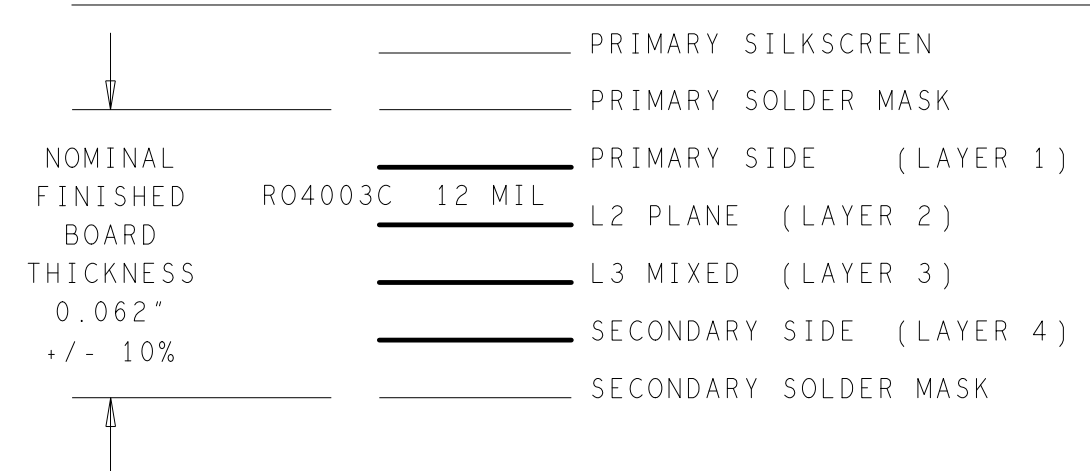 PRIMARY SILKSCREEN
PRIMARY SOLDER MASK
NOMINAL
FINISHED
BOARD
THICKNESS
0.062"
+/- 10%
RO4003C 12 MIL
PRIMARY SIDE (LAYER 1)
L2 PLANE (LAYER 2)
L3 MIXED (LAYER 3)
SECONDARY SIDE (LAYER 4)
SECONDARY SOLDER MASK